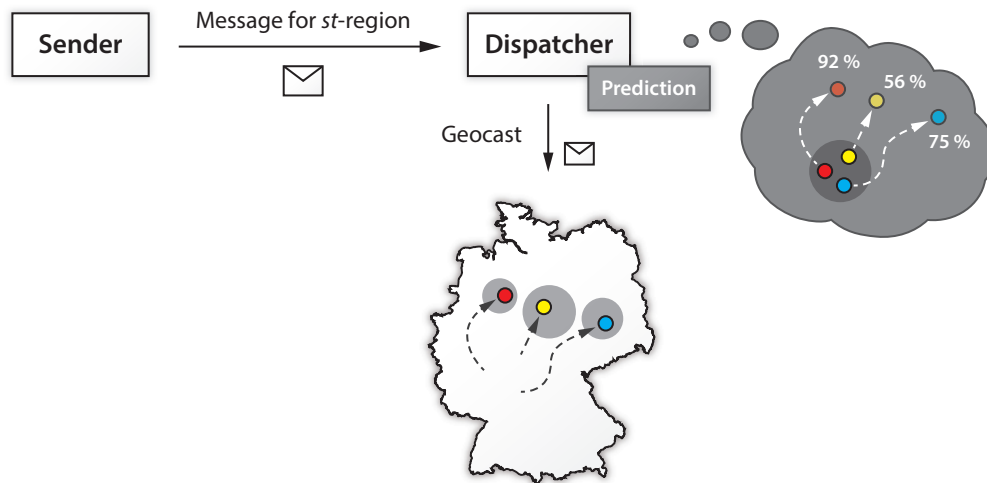 Sender
Message for st-region
Dispatcher
Prediction
92 %
56 %
75 %
Geocast